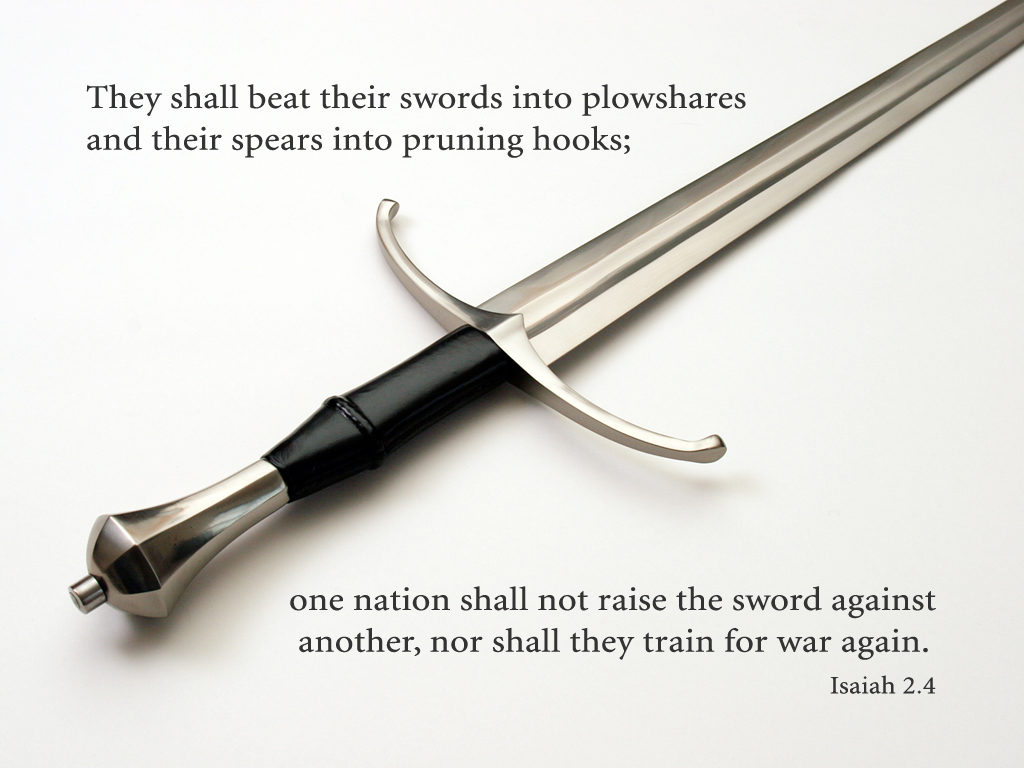 They shall beat their swords into plowshares
and their spears into pruning hooks;
one nation shall not raise the sword against
another, nor shall they train for war again.
Isaiah 2.4